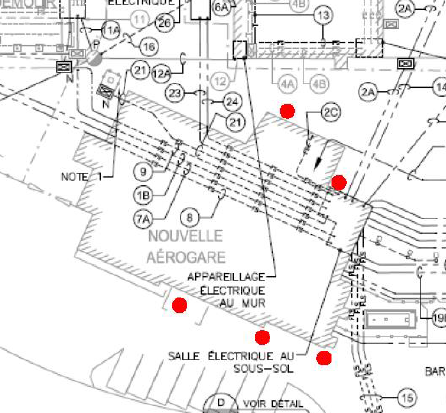 ÉLECTRIQUE
11A
11
16
26
6A
4B
13
2A
P
21
12A
12
4A
4B
2A
14
N
23
24
21
2C
NOTE 1
9
1B
7A
8
NOUVELLE
AÉROGARE
APPAREILLAGE
ÉLECTRIQUE
AU MUR
SALLE ÉLECTRIQUE AU
SOUS-SOL
D
VOIR DÉTAIL
15